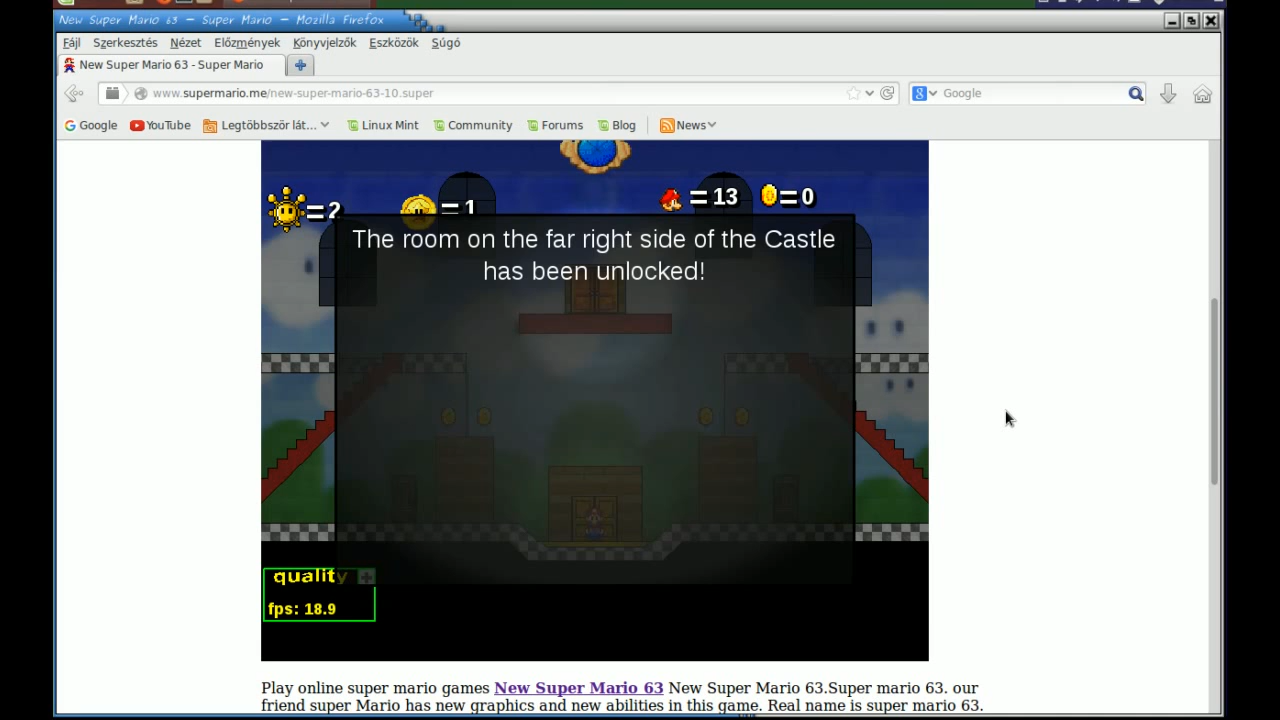 New Super Mario 63 - Super Mario - Mozilla Firefox
Fájl Szerkesztés Nézet Előzmények Könyvjelzők Eszközök Súgó
New Super Mario 63 - Super Mario
www.supermario.me/new-super-mario-63-10.super
Google
Google YouTube Legtöbbször lát... Linux Mint Community Forums Blog News
=2 =1 =13 =0
The room on the far right side of the Castle
has been unlocked!
quality
fps: 18.9
Play online super mario games New Super Mario 63 New Super Mario 63.Super mario 63. our
friend super Mario has new graphics and new abilities in this game. Real name is super mario 63.